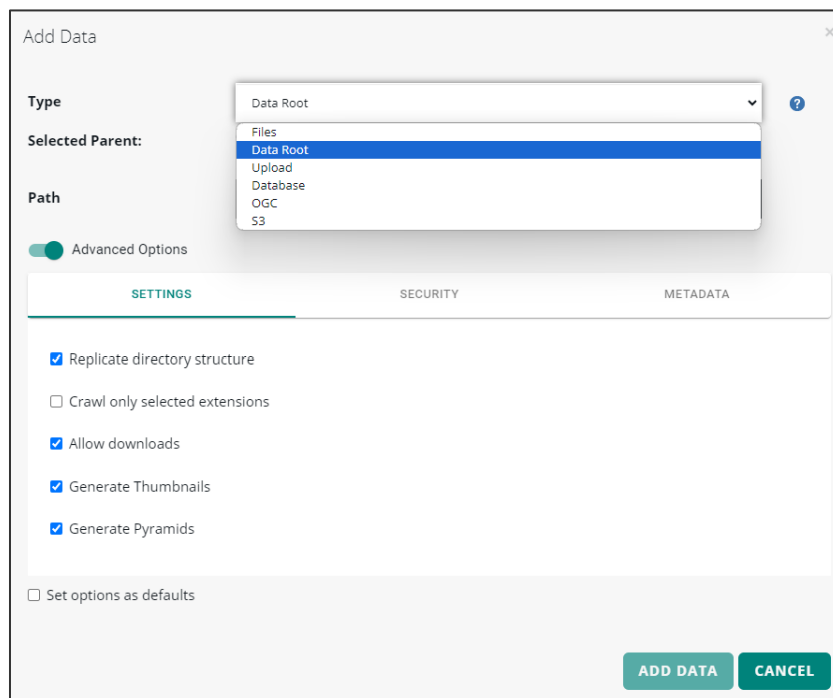 Add Data ×
Type Data Root ?
Selected Parent:
Files
Data Root
Upload
Database
OGC
S3
Path
Advanced Options
SETTINGS SECURITY METADATA
Replicate directory structure
Crawl only selected extensions
Allow downloads
Generate Thumbnails
Generate Pyramids
Set options as defaults
ADD DATA CANCEL